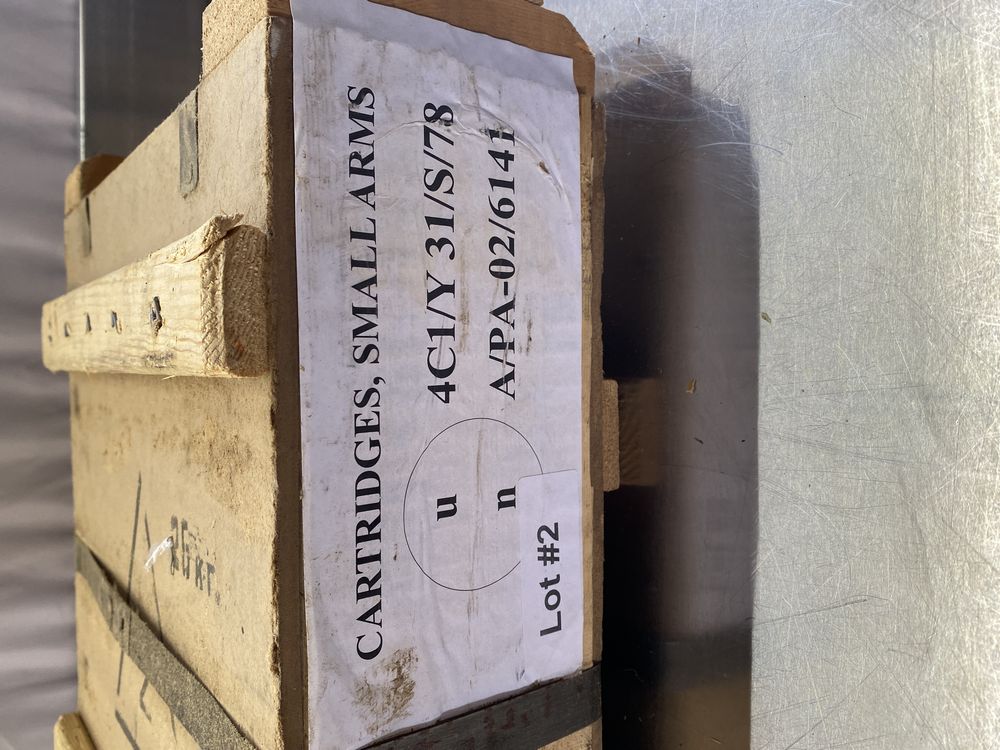 CARTRIDGES, SMALL ARMS
u n
4C1/Y 31/S/78
A/PA-02/6141
Lot #2